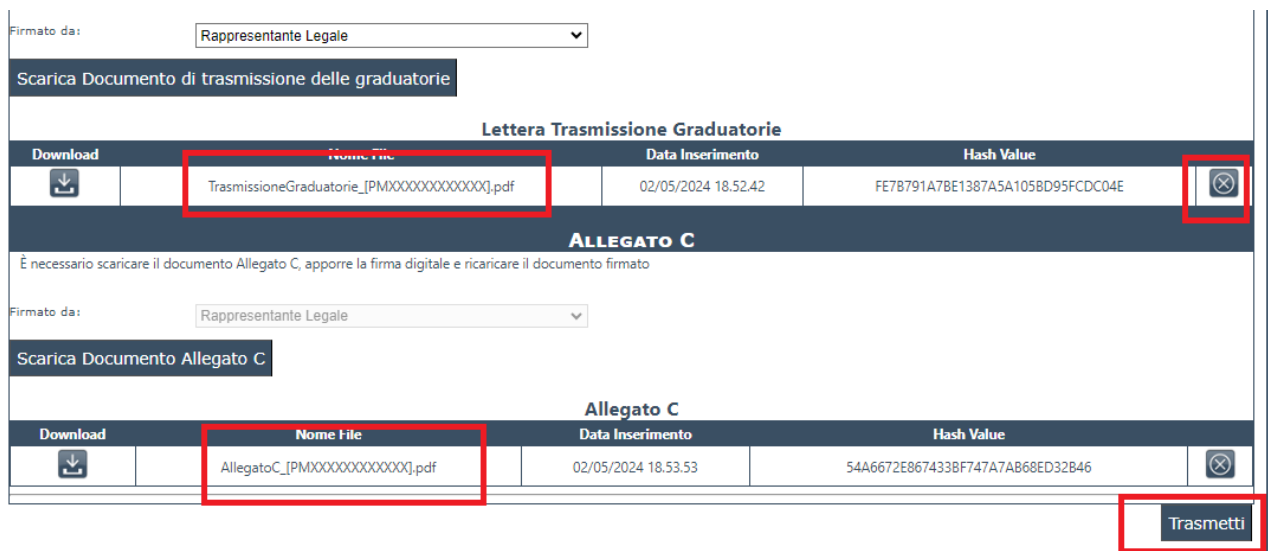 Firmato da: Rappresentante Legale
Scarica Documento di trasmissione delle graduatorie
Lettera Trasmissione Graduatorie
Download Nome File Data Inserimento Hash Value
TrasmissioneGraduatorie_[PMXXXXXXXXXXXX].pdf 02/05/2024 18.52.42 FE7B791A7BE1387A5A105BD95FCDC04E
ALLEGATO C
È necessario scaricare il documento Allegato C, apporre la firma digitale e ricaricare il documento firmato
Firmato da: Rappresentante Legale
Scarica Documento Allegato C
Allegato C
Download Nome File Data Inserimento Hash Value
AllegatoC_[PMXXXXXXXXXXXX].pdf 02/05/2024 18.53.53 54A6672E867433BF747A7AB68ED32B46
Trasmetti